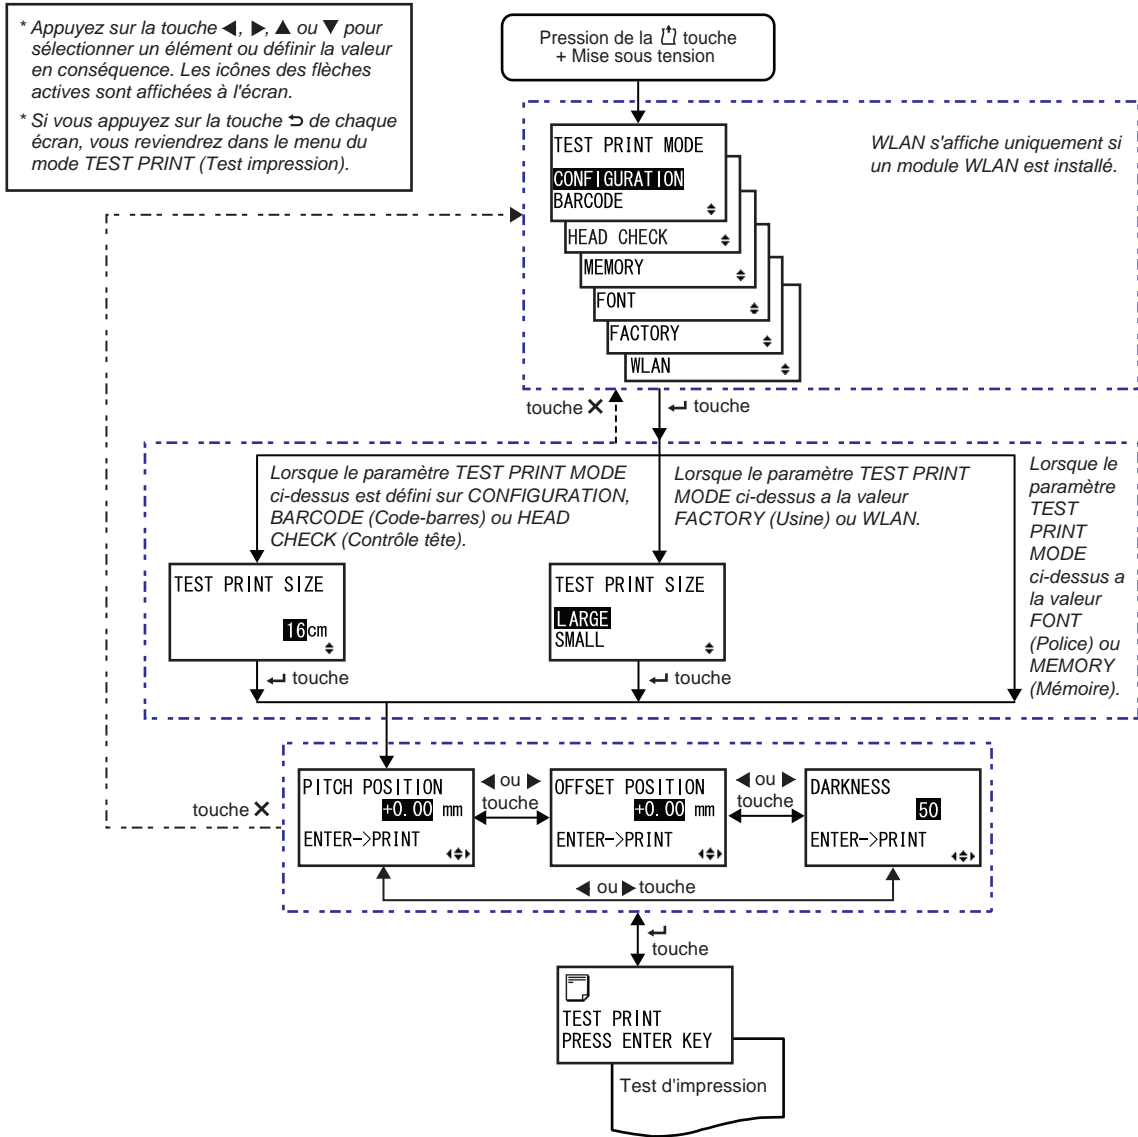 * Appuyez sur la touche ◀, ▶, ▲ ou ▼ pour
sélectionner un élément ou définir la valeur
en conséquence. Les icônes des flèches
actives sont affichées à l'écran.
* Si vous appuyez sur la touche ⮌ de chaque
écran, vous reviendrez dans le menu du
mode TEST PRINT (Test impression).
Pression de la touche
+ Mise sous tension
TEST PRINT MODE
CONFIGURATION
BARCODE
HEAD CHECK
MEMORY
FONT
FACTORY
WLAN
WLAN s'affiche uniquement si
un module WLAN est installé.
touche ✕
↵ touche
Lorsque le paramètre TEST PRINT MODE
ci-dessus est défini sur CONFIGURATION,
BARCODE (Code-barres) ou HEAD
CHECK (Contrôle tête).
Lorsque le paramètre TEST PRINT
MODE ci-dessus a la valeur
FACTORY (Usine) ou WLAN.
Lorsque le
paramètre
TEST
PRINT
MODE
ci-dessus a
la valeur
FONT
(Police) ou
MEMORY
(Mémoire).
TEST PRINT SIZE
16cm
↵ touche
TEST PRINT SIZE
LARGE
SMALL
↵ touche
touche ✕
PITCH POSITION
+0.00 mm
ENTER->PRINT
◀ ou ▶
touche
OFFSET POSITION
+0.00 mm
ENTER->PRINT
◀ ou ▶
touche
DARKNESS
50
ENTER->PRINT
◀ ou ▶ touche
↵
touche
TEST PRINT
PRESS ENTER KEY
Test d'impression